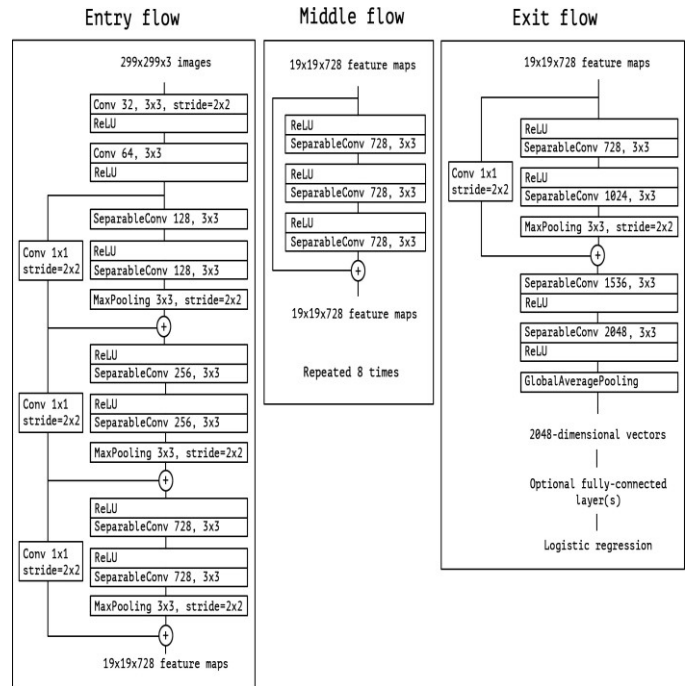 Entry flow
299x299x3 images
Conv 32, 3x3, stride=2x2
ReLU
Conv 64, 3x3
ReLU
SeparableConv 128, 3x3
Conv 1x1
stride=2x2
ReLU
SeparableConv 128, 3x3
MaxPooling 3x3, stride=2x2
+
ReLU
SeparableConv 256, 3x3
Conv 1x1
stride=2x2
ReLU
SeparableConv 256, 3x3
MaxPooling 3x3, stride=2x2
+
ReLU
SeparableConv 728, 3x3
Conv 1x1
stride=2x2
ReLU
SeparableConv 728, 3x3
MaxPooling 3x3, stride=2x2
+
19x19x728 feature maps
Middle flow
19x19x728 feature maps
ReLU
SeparableConv 728, 3x3
ReLU
SeparableConv 728, 3x3
ReLU
SeparableConv 728, 3x3
+
19x19x728 feature maps
Repeated 8 times
Exit flow
19x19x728 feature maps
ReLU
SeparableConv 728, 3x3
Conv 1x1
stride=2x2
ReLU
SeparableConv 1024, 3x3
MaxPooling 3x3, stride=2x2
+
SeparableConv 1536, 3x3
ReLU
SeparableConv 2048, 3x3
ReLU
GlobalAveragePooling
2048-dimensional vectors
Optional fully-connected
layer(s)
Logistic regression